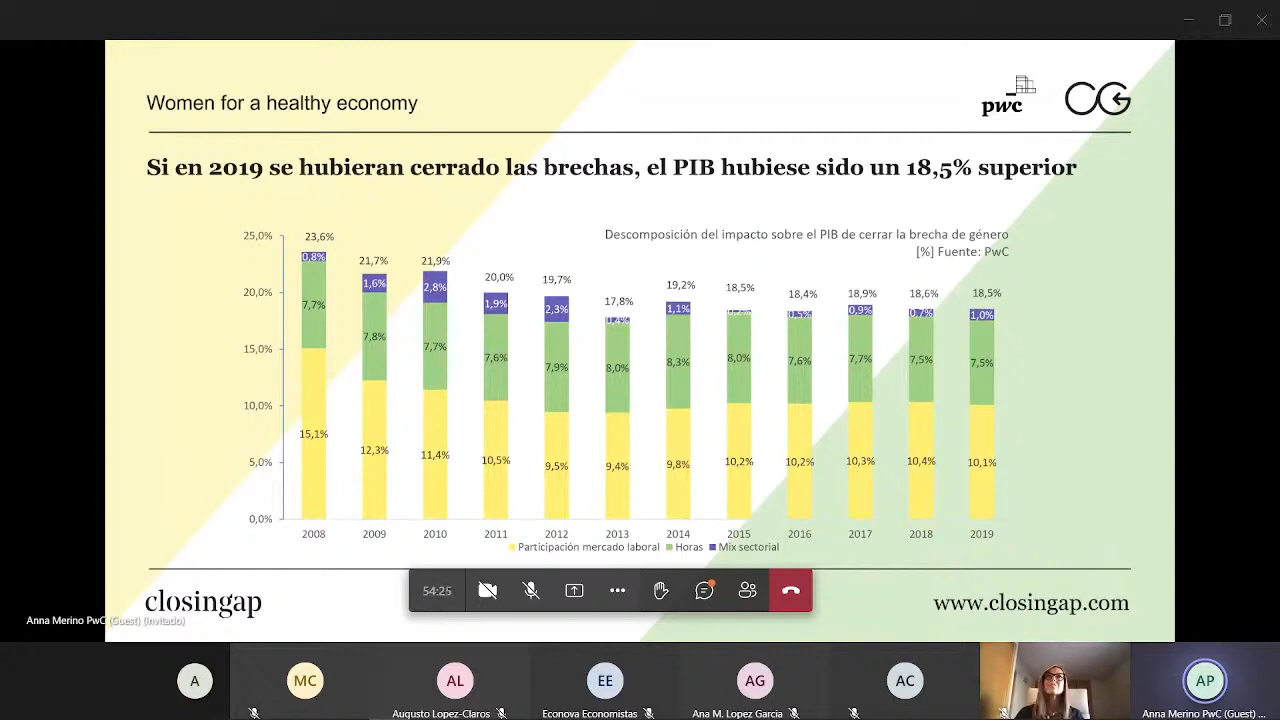 Women for a healthy economy
pwc
CG
Si en 2019 se hubieran cerrado las brechas, el PIB hubiese sido un 18,5% superior
Descomposición del impacto sobre el PIB de cerrar la brecha de género
[%] Fuente: PwC
25,0%
20,0%
15,0%
10,0%
5,0%
0,0%
23,6% 21,7% 21,9% 20,0% 19,7% 17,8% 19,2% 18,5% 18,4% 18,9% 18,6% 18,5%
0,8% 1,6% 2,8% 1,9% 2,3% 0,4% 1,1% 0,2% 0,5% 0,9% 0,7% 1,0%
7,7% 7,8% 7,7% 7,6% 7,9% 8,0% 8,3% 8,0% 7,6% 7,7% 7,5% 7,5%
15,1% 12,3% 11,4% 10,5% 9,5% 9,4% 9,8% 10,2% 10,2% 10,3% 10,4% 10,1%
2008 2009 2010 2011 2012 2013 2014 2015 2016 2017 2018 2019
Participación mercado laboral Horas Mix sectorial
54:25
closingap
www.closingap.com
Anna Merino PwC (Guest) (Invitado)
A MC AL EE AG AC AP
Augusto Lopez-Claros Econova Economistas Ana M. Lopez Garcia Anna Merino PwC (Guest) ...